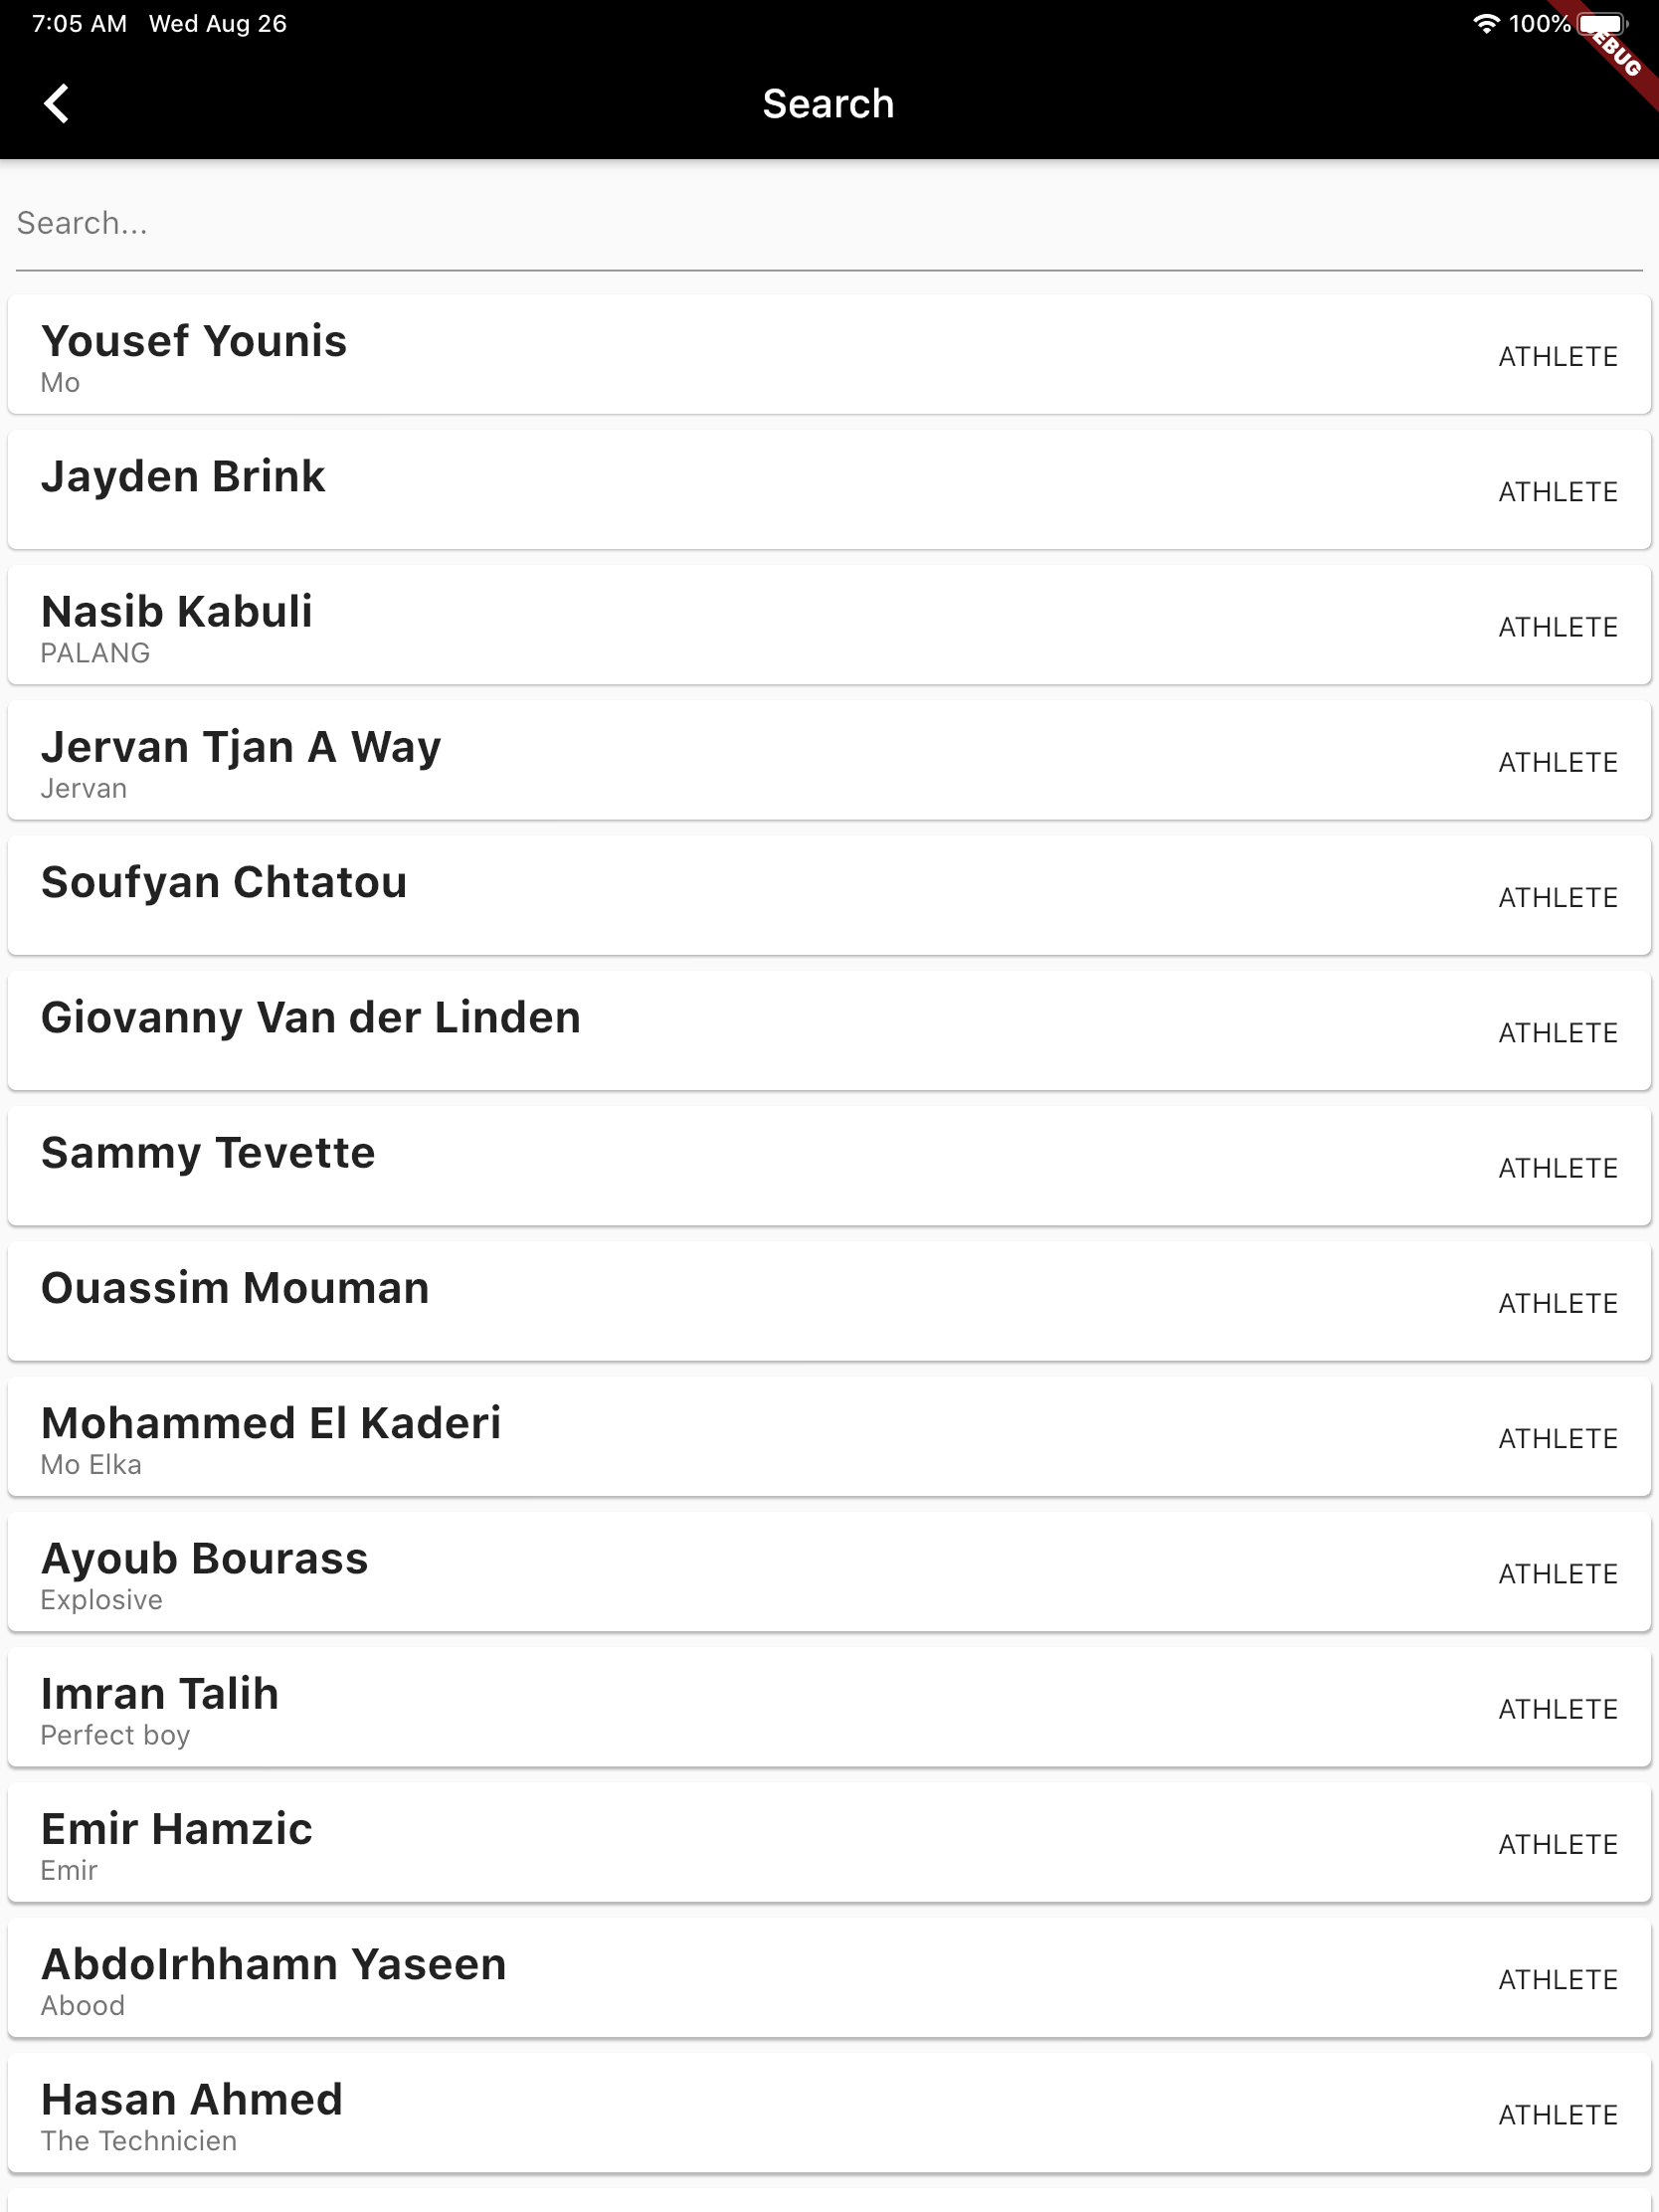 7:05 AM Wed Aug 26 100%
EBUG
Search
Search...
Yousef Younis
Mo
ATHLETE
Jayden Brink
ATHLETE
Nasib Kabuli
PALANG
ATHLETE
Jervan Tjan A Way
Jervan
ATHLETE
Soufyan Chtatou
ATHLETE
Giovanny Van der Linden
ATHLETE
Sammy Tevette
ATHLETE
Ouassim Mouman
ATHLETE
Mohammed El Kaderi
Mo Elka
ATHLETE
Ayoub Bourass
Explosive
ATHLETE
Imran Talih
Perfect boy
ATHLETE
Emir Hamzic
Emir
ATHLETE
Abdolrhhamn Yaseen
Abood
ATHLETE
Hasan Ahmed
The Technicien
ATHLETE